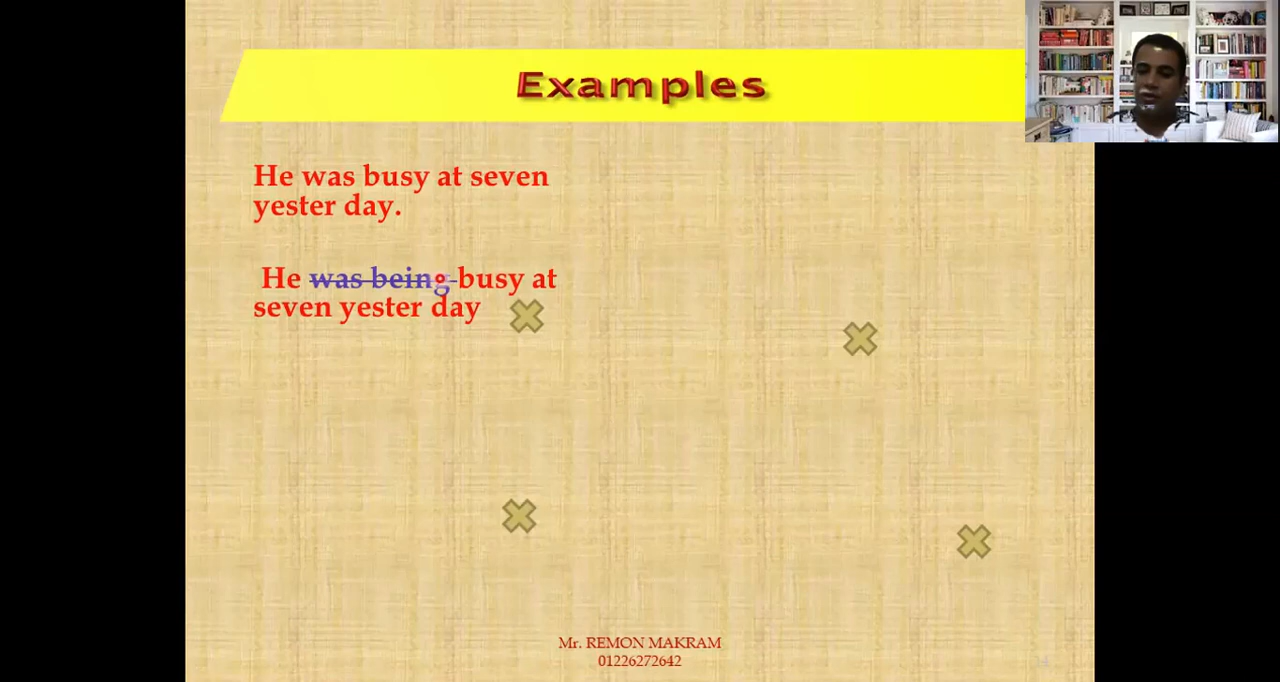 Examples
He was busy at seven
yester day.
He was being busy at
seven yester day
Mr. REMON MAKRAM
01226272642